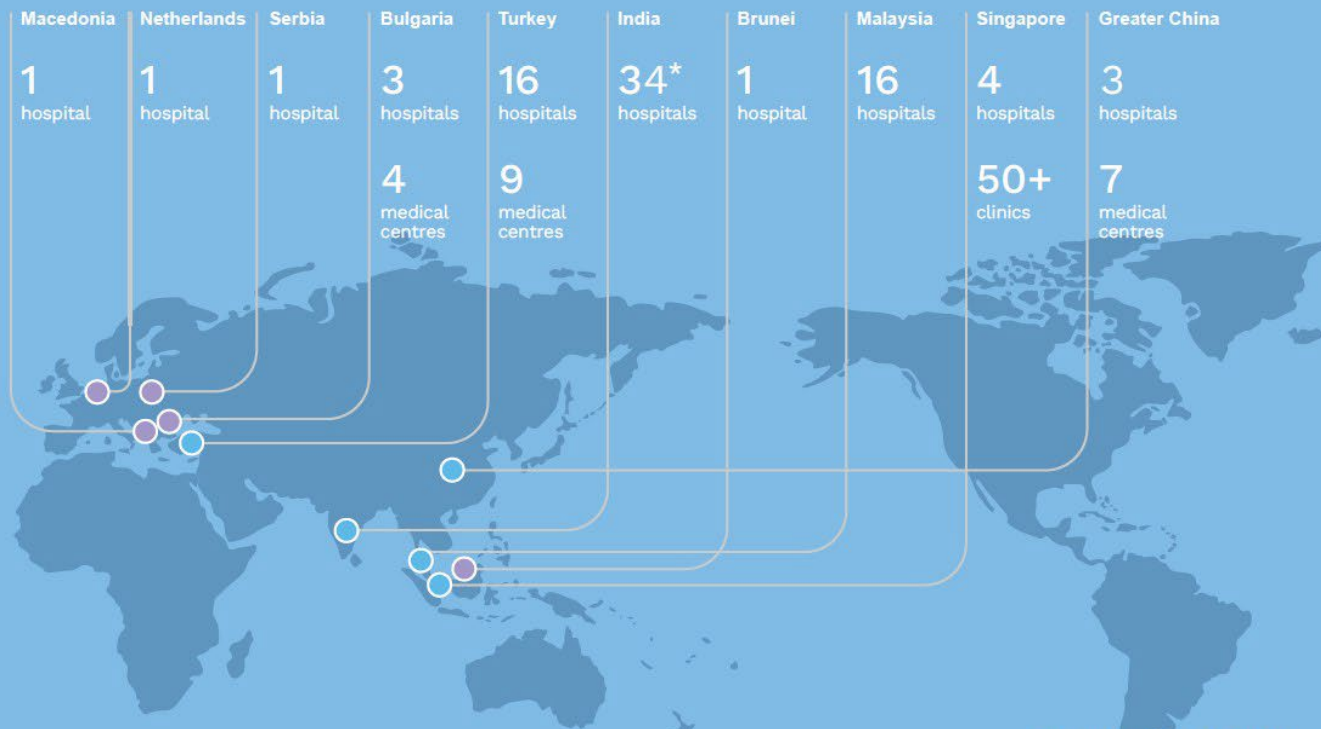 Macedonia Netherlands Serbia Bulgaria Turkey India Brunei Malaysia Singapore Greater China
1 1 1 3 16 34* 1 16 4 3
hospital hospital hospital hospitals hospitals hospitals hospital hospitals hospitals hospitals
4 9 50+ 7
medical medical clinics medical
centres centres centres